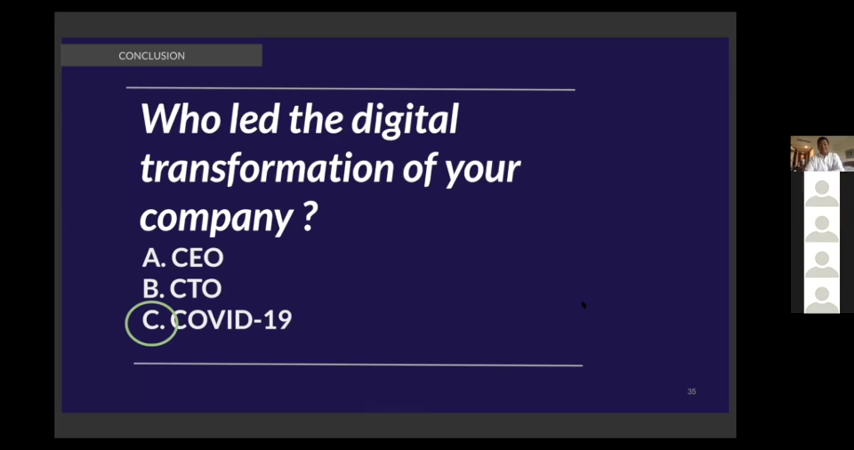 CONCLUSION
Who led the digital
transformation of your
company ?
A. CEO
B. CTO
C. COVID-19
35